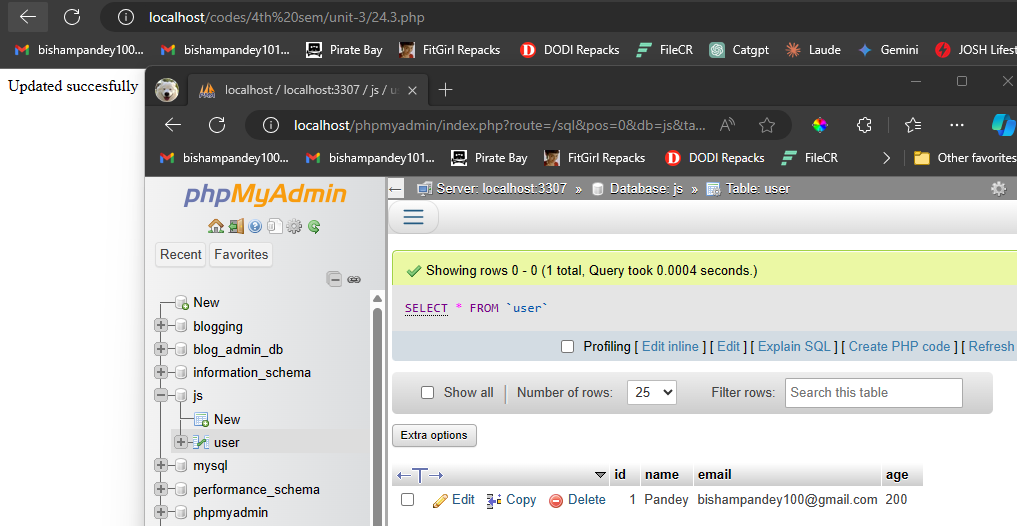 localhost/codes/4th%20sem/unit-3/24.3.php
bishampandey100... bishampandey101... Pirate Bay FitGirl Repacks DODI Repacks FileCR Catgpt Laude Gemini JOSH Lifest
Updated succesfully
localhost / localhost:3307 / js / us
localhost/phpmyadmin/index.php?route=/sql&pos=0&db=js&ta...
bishampandey100... bishampandey101... Pirate Bay FitGirl Repacks DODI Repacks FileCR Other favorites
phpMyAdmin
Recent Favorites
New
blogging
blog_admin_db
information_schema
js
New
user
mysql
performance_schema
phpmyadmin
Server: localhost:3307 » Database: js » Table: user
Showing rows 0 - 0 (1 total, Query took 0.0004 seconds.)
SELECT * FROM `user`
Profiling [ Edit inline ] [ Edit ] [ Explain SQL ] [ Create PHP code ] [ Refresh
Show all Number of rows: 25 Filter rows: Search this table
Extra options
←T→ id name email age
Edit Copy Delete 1 Pandey bishampandey100@gmail.com 200